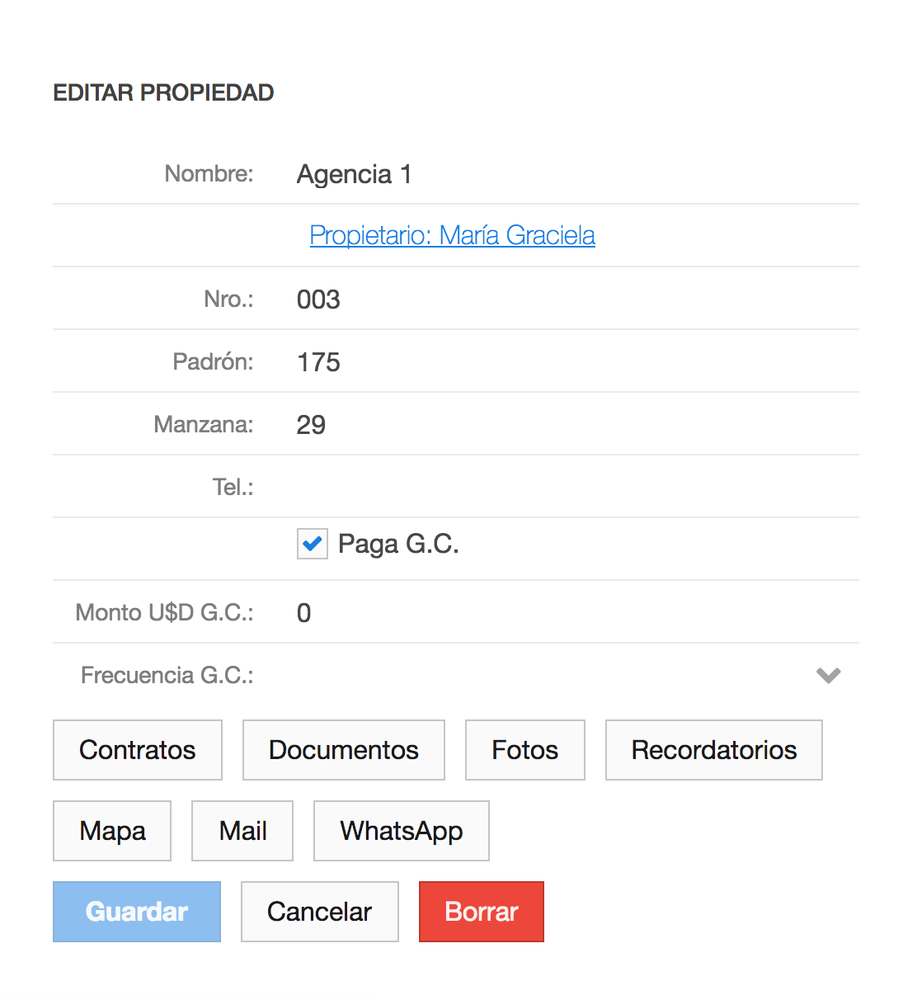 EDITAR PROPIEDAD
Nombre: Agencia 1
Propietario: María Graciela
Nro.: 003
Padrón: 175
Manzana: 29
Tel.:
Paga G.C.
Monto U$D G.C.: 0
Frecuencia G.C.:
Contratos Documentos Fotos Recordatorios
Mapa Mail WhatsApp
Guardar Cancelar Borrar